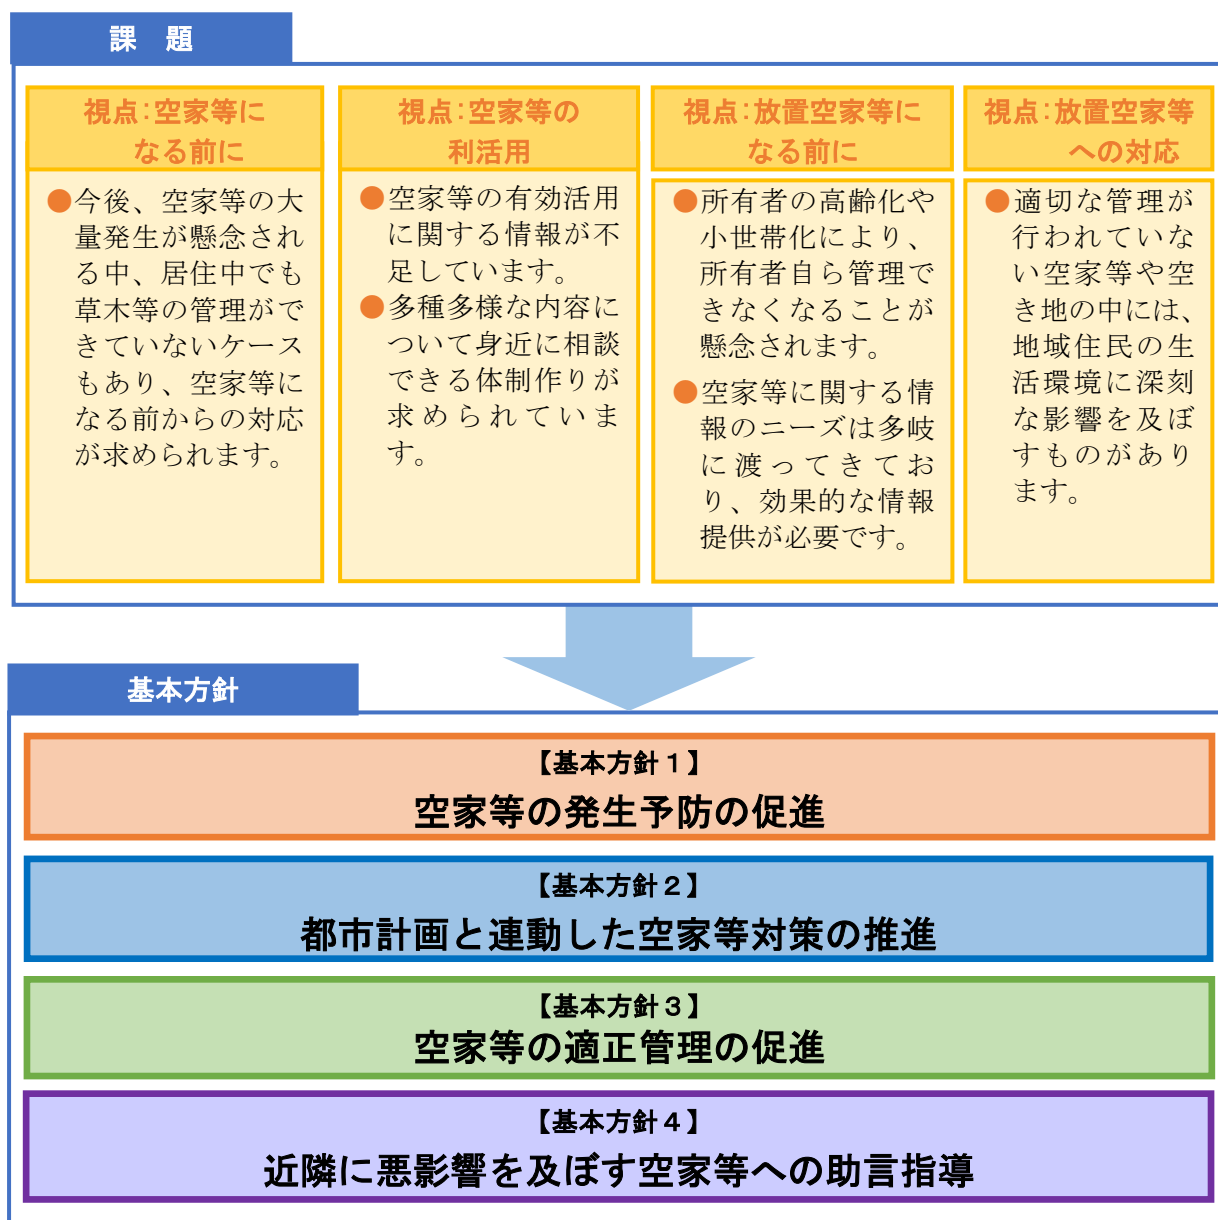 課　題
視点：空家等に
なる前に
●今後、空家等の大
量発生が懸念され
る中、居住中でも
草木等の管理がで
きていないケース
もあり、空家等に
なる前からの対応
が求められます。
視点：空家等の
利活用
●空家等の有効活用
に関する情報が不
足しています。
●多種多様な内容に
ついて身近に相談
できる体制作りが
求められていま
す。
視点：放置空家等に
なる前に
●所有者の高齢化や
小世帯化により、
所有者自ら管理で
きなくなることが
懸念されます。
●空家等に関する情
報のニーズは多岐
に渡ってきてお
り、効果的な情報
提供が必要です。
視点：放置空家等
への対応
●適切な管理が
行われていな
い空家等や空
き地の中には、
地域住民の生
活環境に深刻
な影響を及ぼ
すものがあり
ます。
基本方針
【基本方針１】
空家等の発生予防の促進
【基本方針２】
都市計画と連動した空家等対策の推進
【基本方針３】
空家等の適正管理の促進
【基本方針４】
近隣に悪影響を及ぼす空家等への助言指導